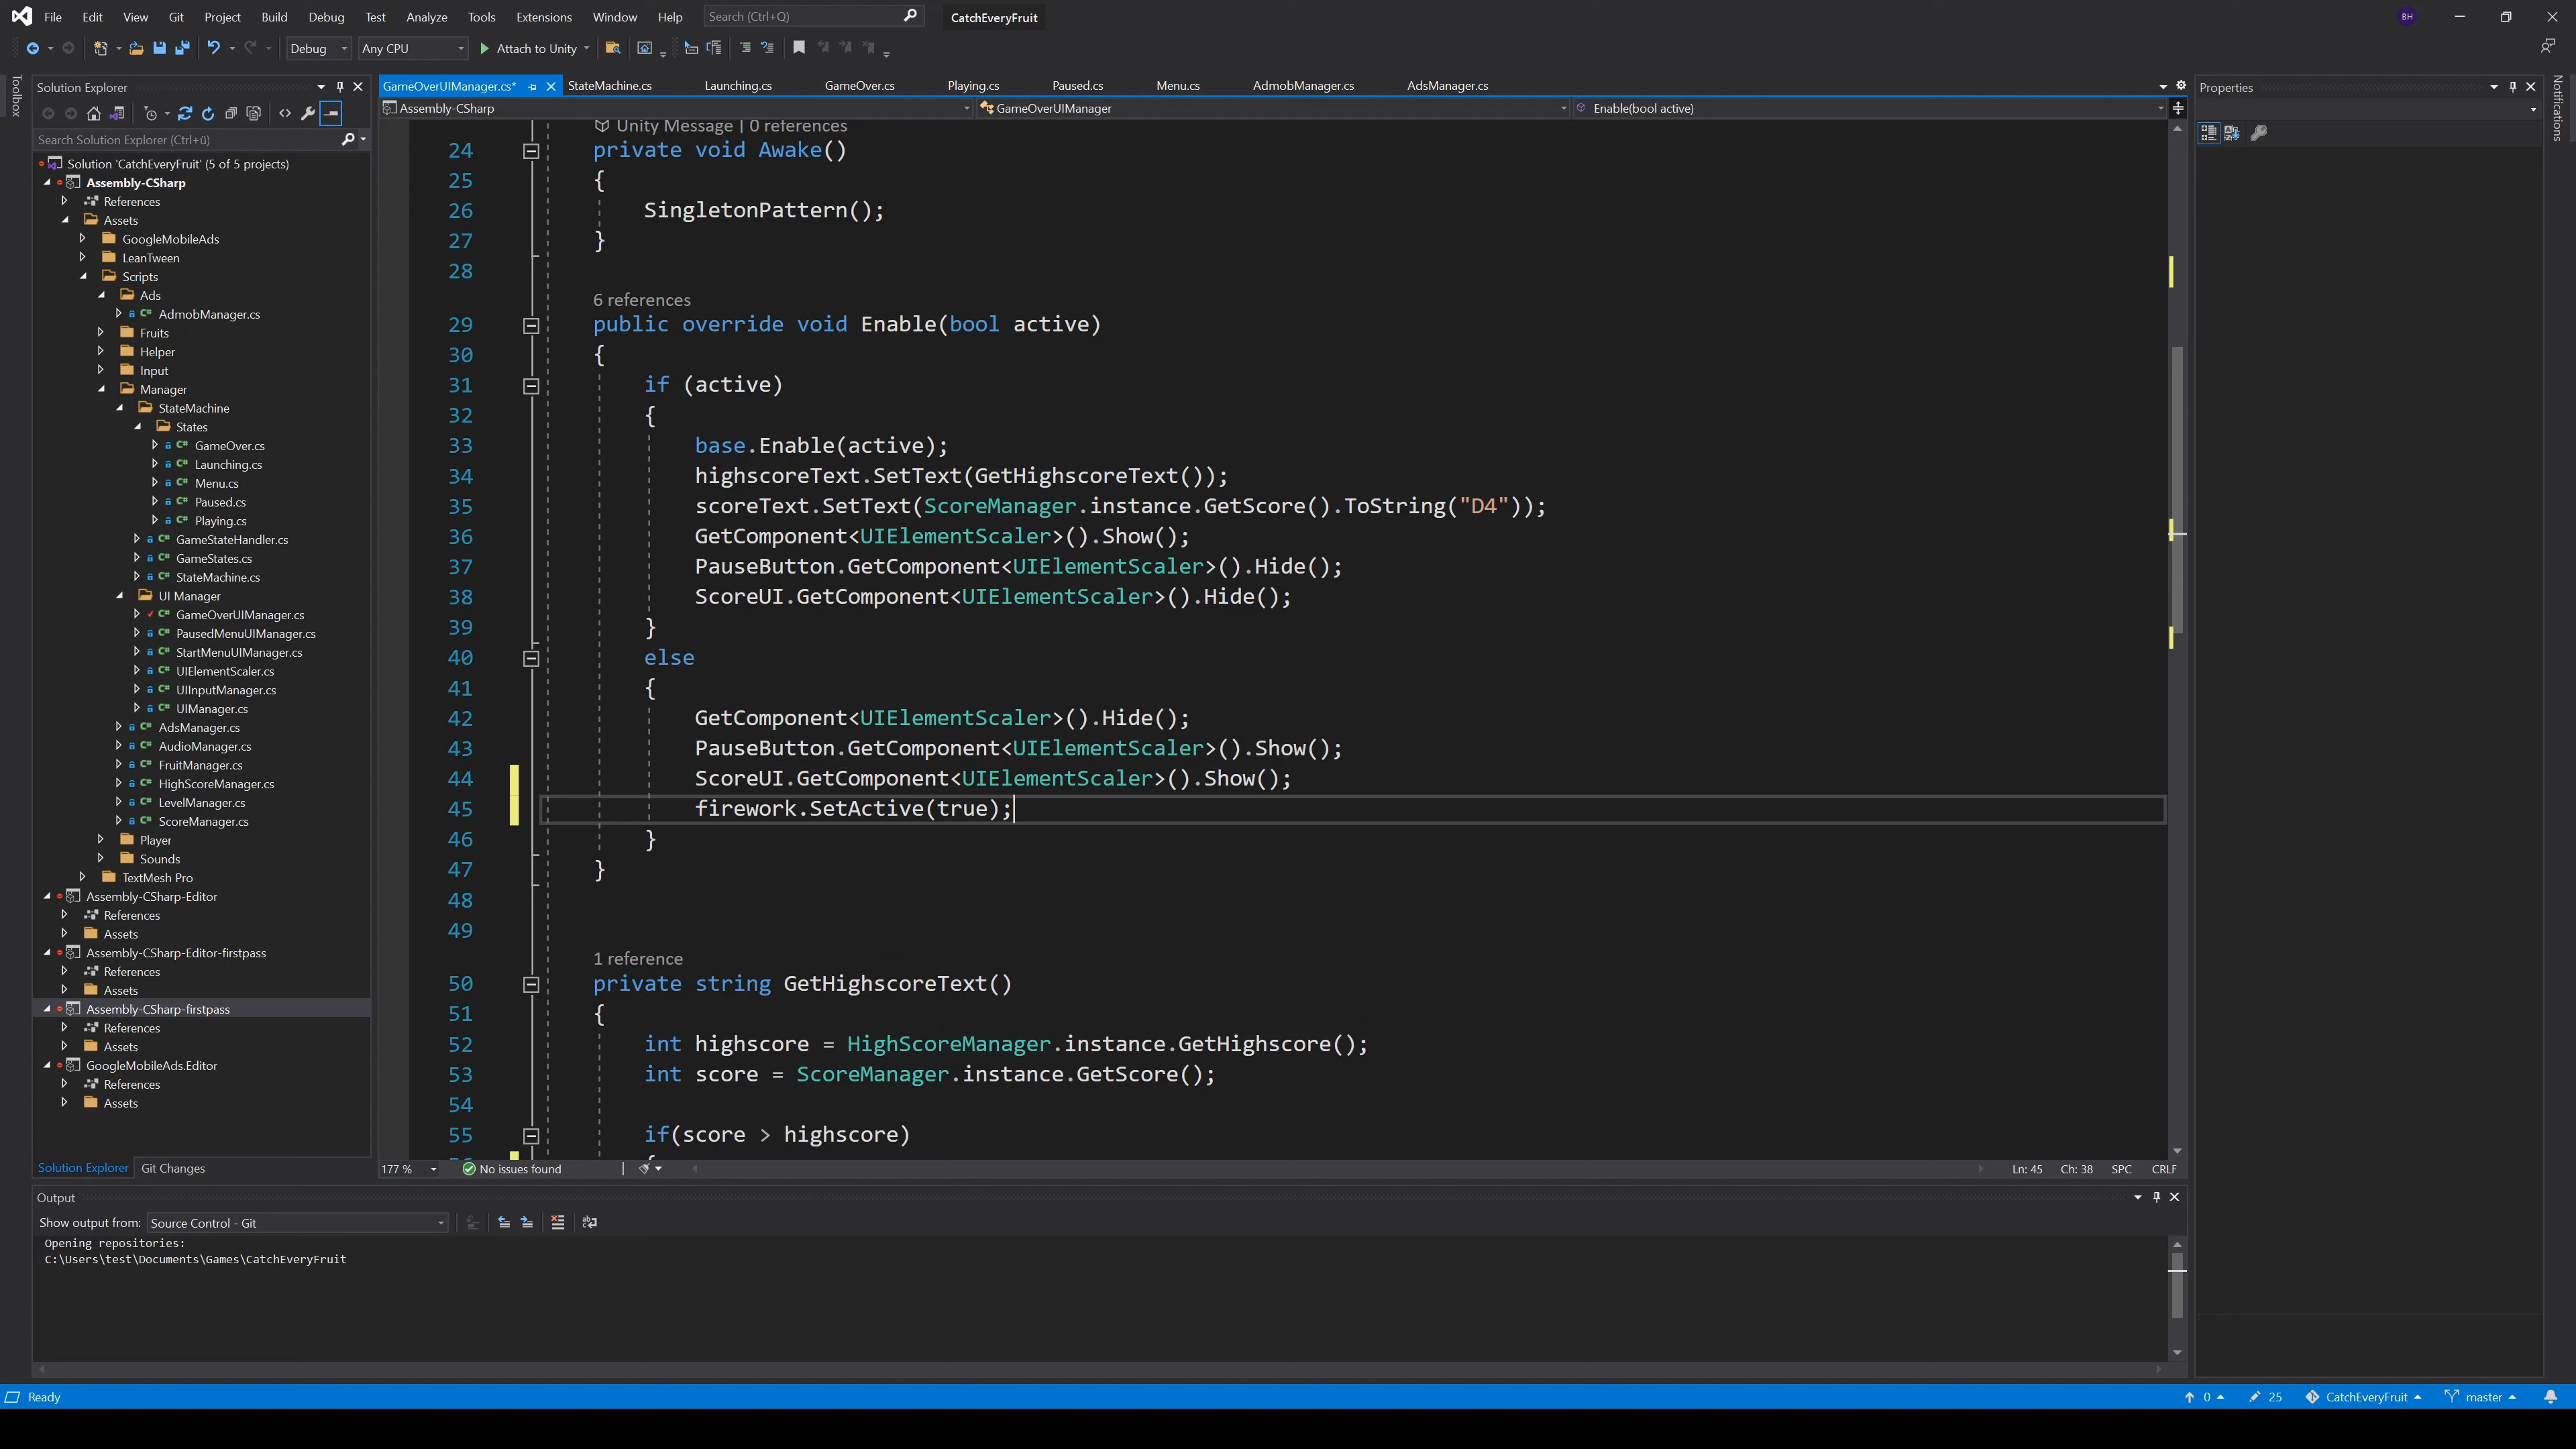 File Edit View Git Project Build Debug Test Analyze Tools Extensions Window Help Search (Ctrl+Q) CatchEveryFruit BH
Debug Any CPU Attach to Unity
Toolbox
Solution Explorer
Search Solution Explorer (Ctrl+ü)
Solution 'CatchEveryFruit' (5 of 5 projects)
Assembly-CSharp
References
Assets
GoogleMobileAds
LeanTween
Scripts
Ads
AdmobManager.cs
Fruits
Helper
Input
Manager
StateMachine
States
GameOver.cs
Launching.cs
Menu.cs
Paused.cs
Playing.cs
GameStateHandler.cs
GameStates.cs
StateMachine.cs
UI Manager
GameOverUIManager.cs
PausedMenuUIManager.cs
StartMenuUIManager.cs
UIElementScaler.cs
UIInputManager.cs
UIManager.cs
AdsManager.cs
AudioManager.cs
FruitManager.cs
HighScoreManager.cs
LevelManager.cs
ScoreManager.cs
Player
Sounds
TextMesh Pro
Assembly-CSharp-Editor
References
Assets
Assembly-CSharp-Editor-firstpass
References
Assets
Assembly-CSharp-firstpass
References
Assets
GoogleMobileAds.Editor
References
Assets
Solution Explorer Git Changes
GameOverUIManager.cs* StateMachine.cs Launching.cs GameOver.cs Playing.cs Paused.cs Menu.cs AdmobManager.cs AdsManager.cs
Assembly-CSharp GameOverUIManager Enable(bool active)
Unity Message | 0 references
24 private void Awake()
25 {
26 SingletonPattern();
27 }
28
6 references
29 public override void Enable(bool active)
30 {
31 if (active)
32 {
33 base.Enable(active);
34 highscoreText.SetText(GetHighscoreText());
35 scoreText.SetText(ScoreManager.instance.GetScore().ToString("D4"));
36 GetComponent<UIElementScaler>().Show();
37 PauseButton.GetComponent<UIElementScaler>().Hide();
38 ScoreUI.GetComponent<UIElementScaler>().Hide();
39 }
40 else
41 {
42 GetComponent<UIElementScaler>().Hide();
43 PauseButton.GetComponent<UIElementScaler>().Show();
44 ScoreUI.GetComponent<UIElementScaler>().Show();
45 firework.SetActive(true);
46 }
47 }
48
49
1 reference
50 private string GetHighscoreText()
51 {
52 int highscore = HighScoreManager.instance.GetHighscore();
53 int score = ScoreManager.instance.GetScore();
54
55 if(score > highscore)
177 % No issues found Ln: 45 Ch: 38 SPC CRLF
Properties
Notifications
Output
Show output from: Source Control - Git
Opening repositories:
C:\Users\test\Documents\Games\CatchEveryFruit
Ready 0 25 CatchEveryFruit master